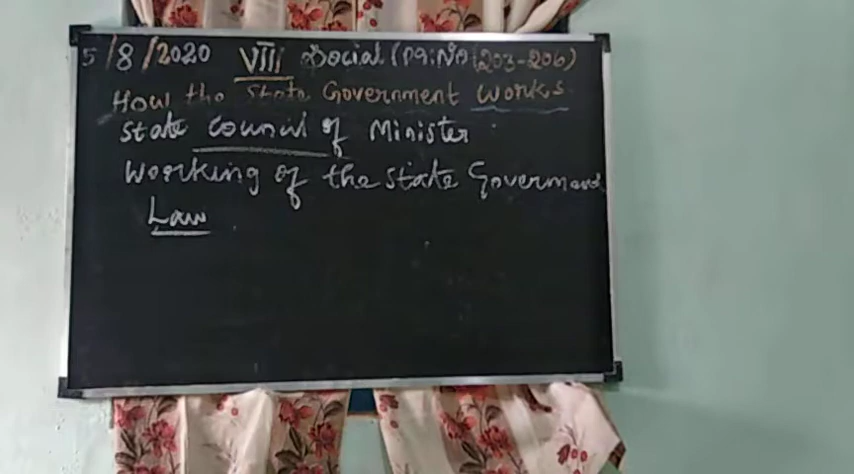 5/8/2020 VIII Social (Pg:No (203-206)
How the State Government Works
State Council of Minister
Working of the State Goverment
Law